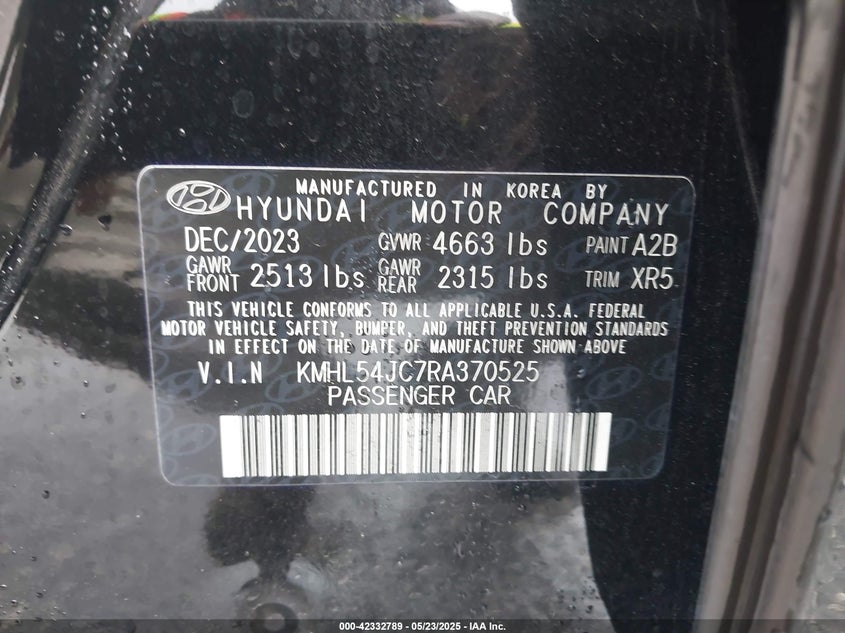 MANUFACTURED IN KOREA BY
HYUNDAI MOTOR COMPANY
DEC/2023 GVWR 4663 lbs PAINT A2B
GAWR FRONT 2513 lbs GAWR REAR 2315 lbs TRIM XR5
THIS VEHICLE CONFORMS TO ALL APPLICABLE U.S.A. FEDERAL
MOTOR VEHICLE SAFETY, BUMPER, AND THEFT PREVENTION STANDARDS
IN EFFECT ON THE DATE OF MANUFACTURE SHOWN ABOVE
V.I.N KMHL54JC7RA370525
PASSENGER CAR
000-42332789 - 05/23/2025 - IAA Inc.